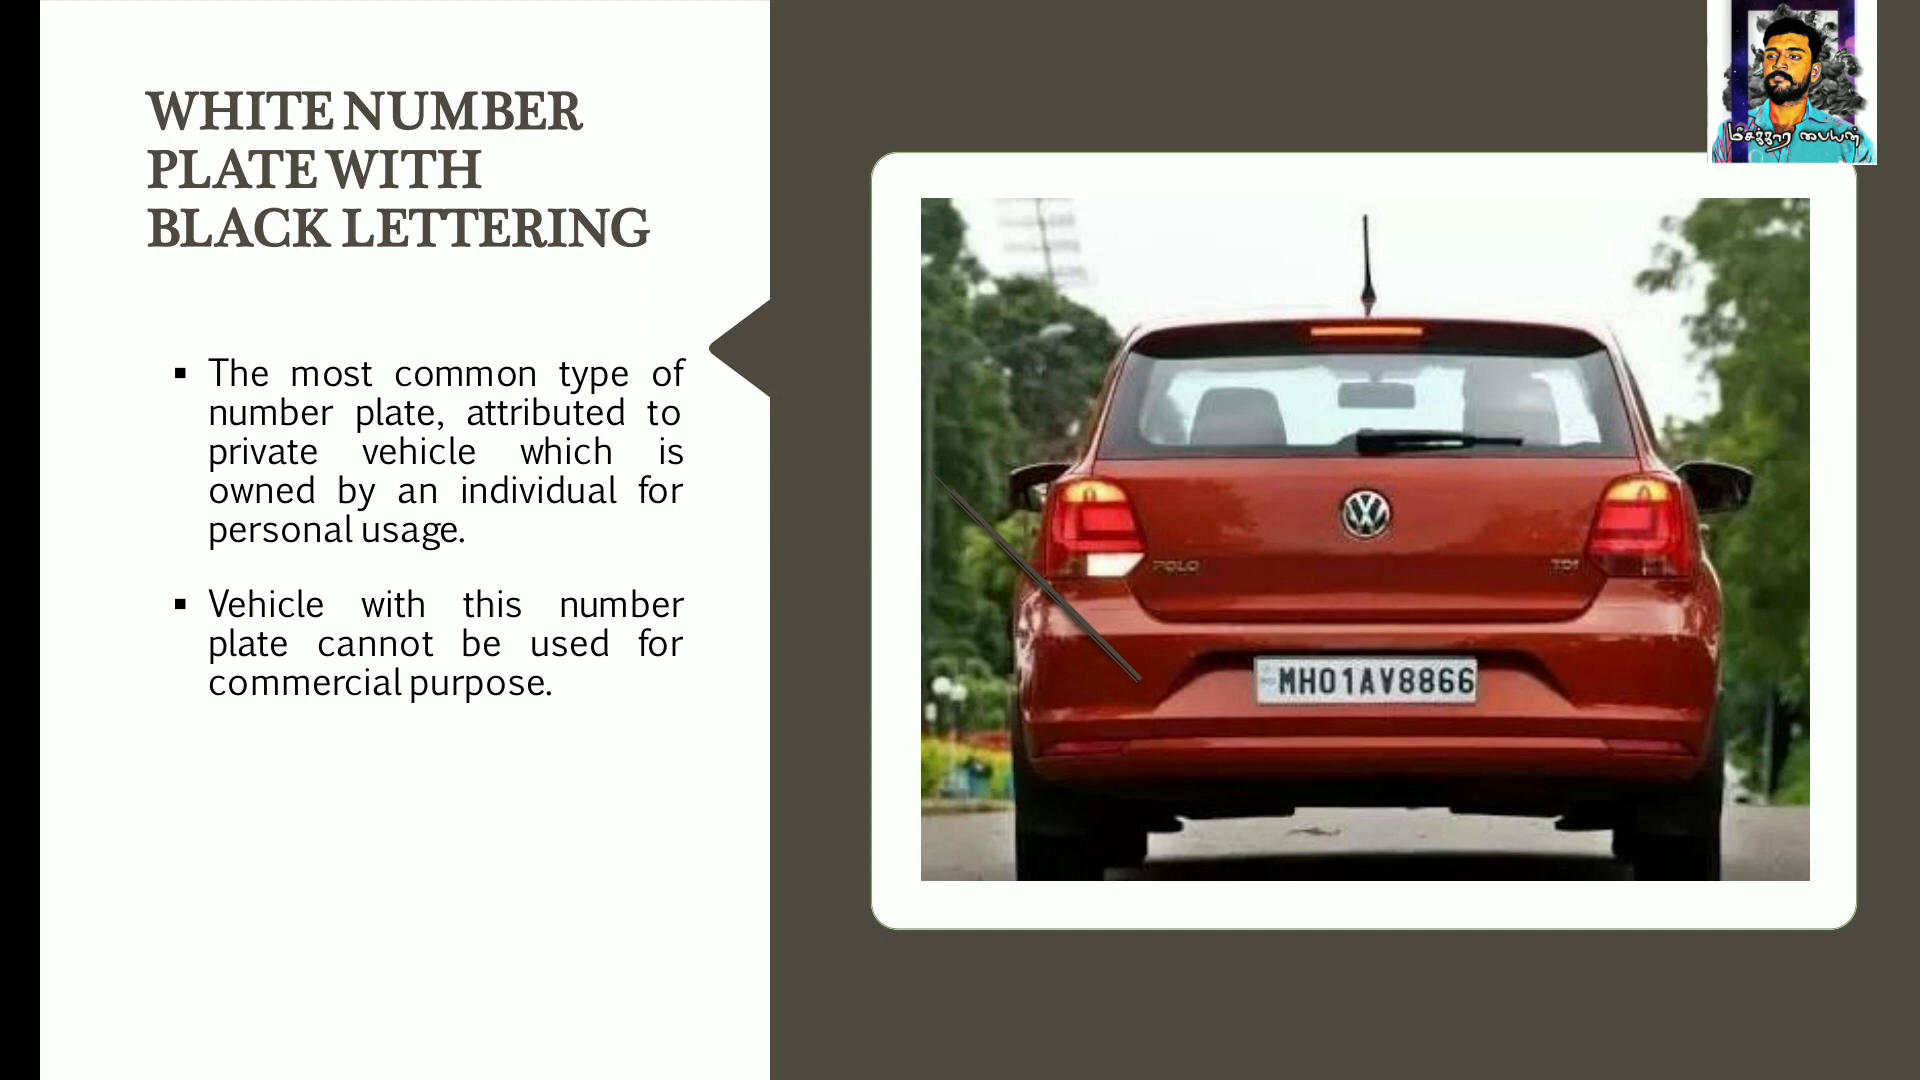 WHITE NUMBER
PLATE WITH
BLACK LETTERING
▪ The most common type of
number plate, attributed to
private vehicle which is
owned by an individual for
personal usage.
▪ Vehicle with this number
plate cannot be used for
commercial purpose.
மீசக்கார பையன்
POLO
TDI
MH01AV8866